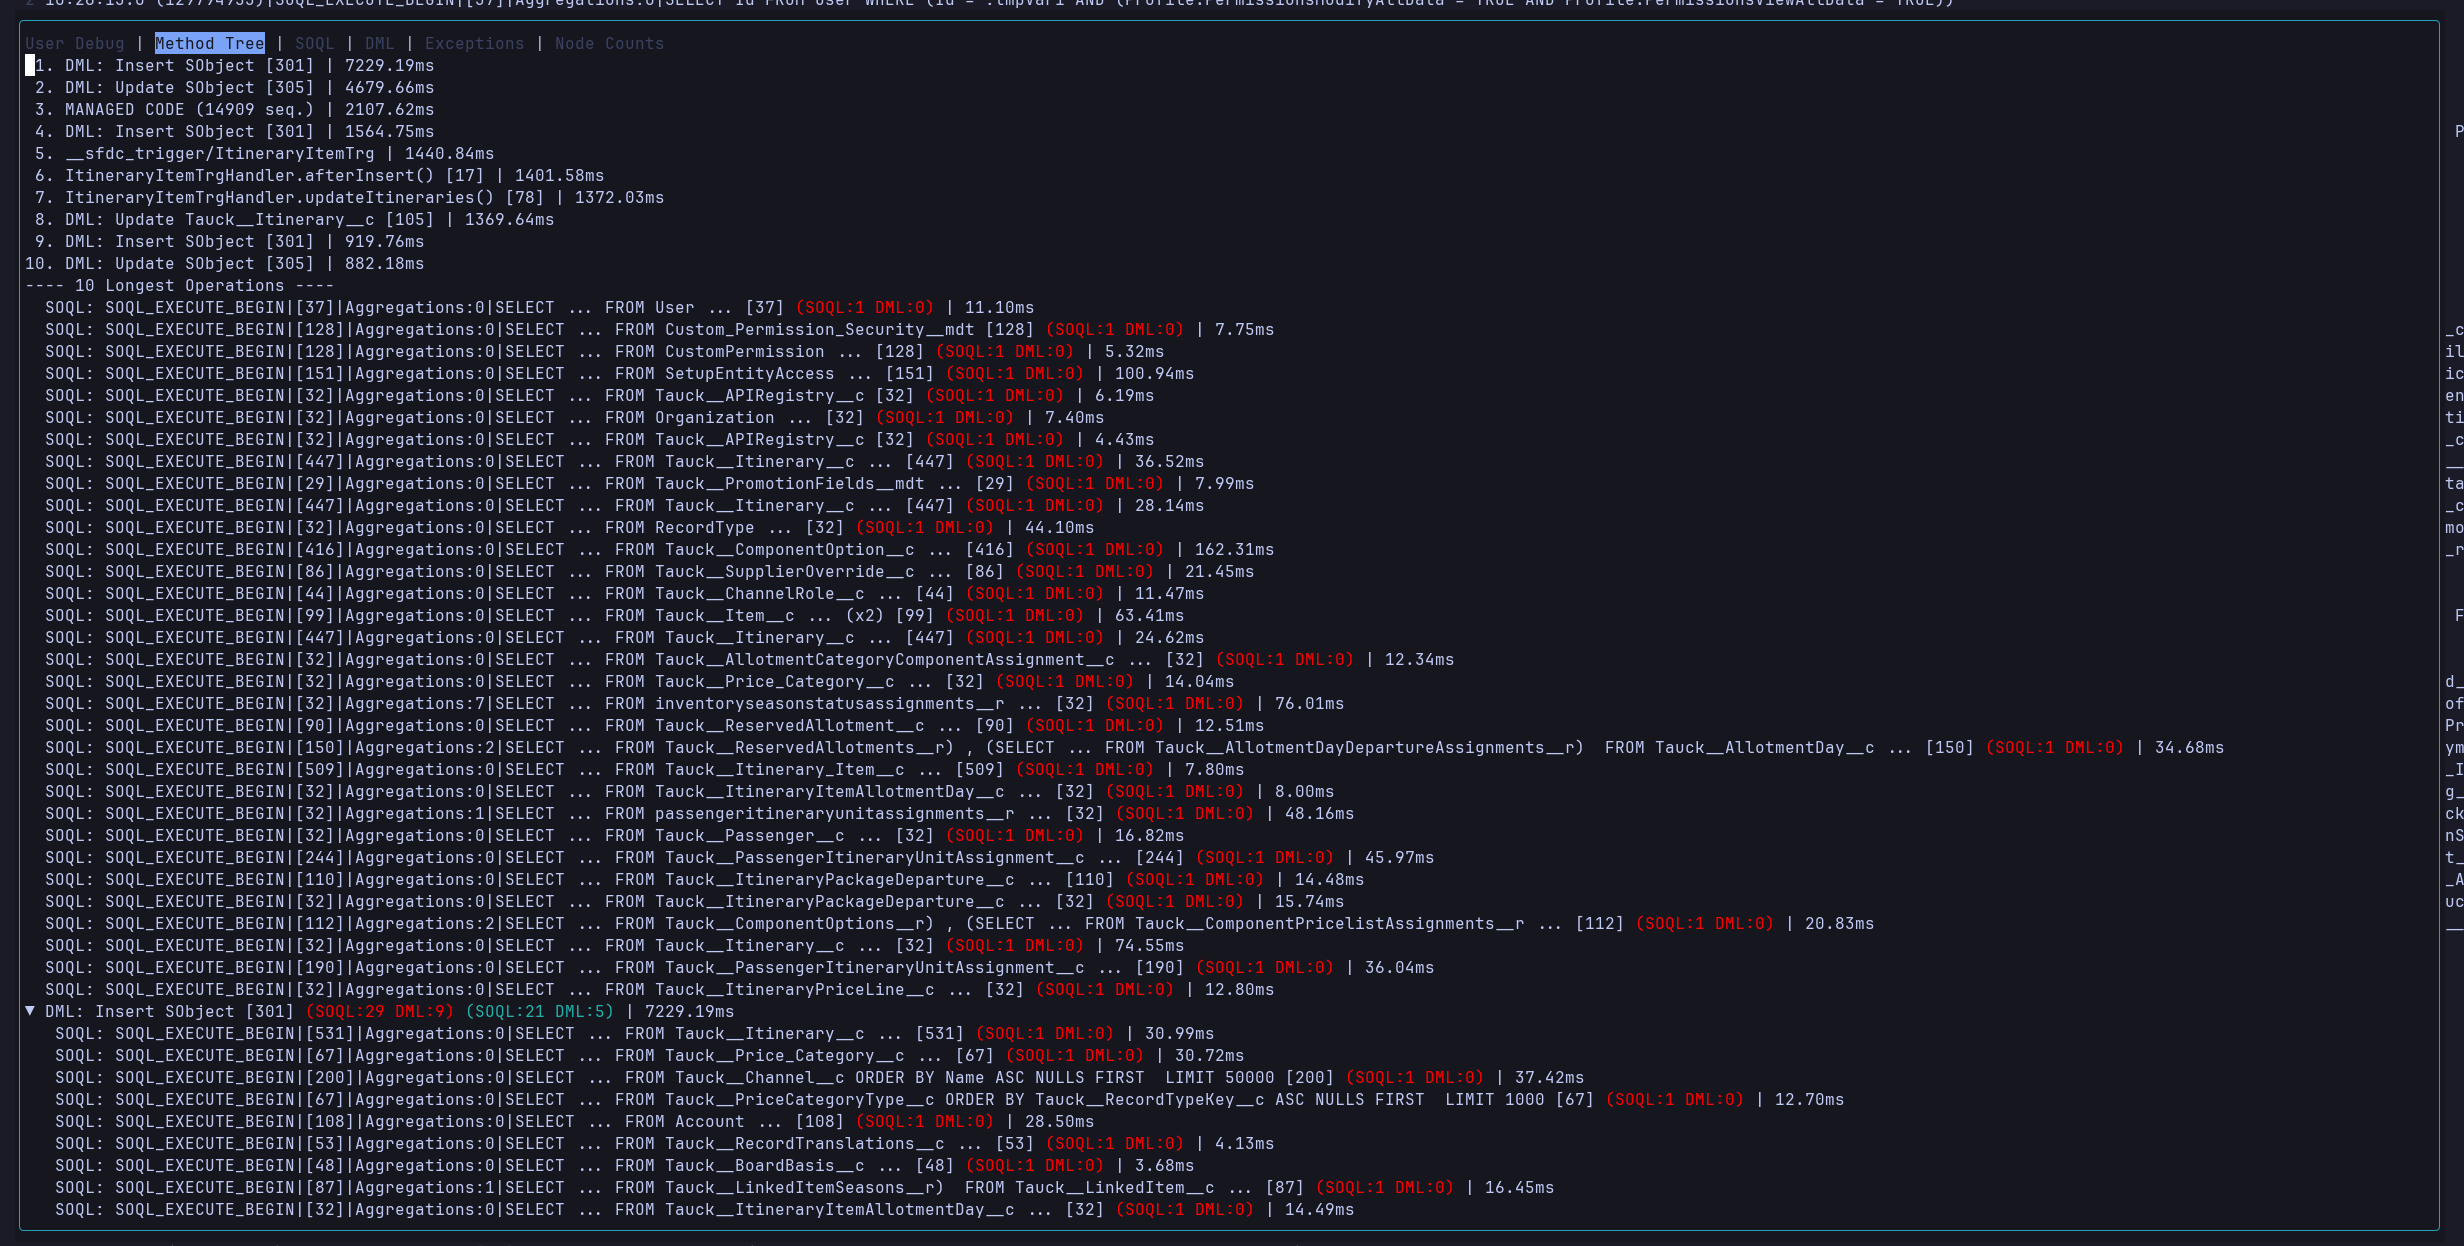 User Debug | Method Tree | SOQL | DML | Exceptions | Node Counts
1. DML: Insert SObject [301] | 7229.19ms
2. DML: Update SObject [305] | 4679.66ms
3. MANAGED CODE (14909 seq.) | 2107.62ms
4. DML: Insert SObject [301] | 1564.75ms
5. __sfdc_trigger/ItineraryItemTrg | 1440.84ms
6. ItineraryItemTrgHandler.afterInsert() [17] | 1401.58ms
7. ItineraryItemTrgHandler.updateItineraries() [78] | 1372.03ms
8. DML: Update Tauck__Itinerary__c [105] | 1369.64ms
9. DML: Insert SObject [301] | 919.76ms
10. DML: Update SObject [305] | 882.18ms
---- 10 Longest Operations ----
SOQL: SOQL_EXECUTE_BEGIN|[37]|Aggregations:0|SELECT ... FROM User ... [37] (SOQL:1 DML:0) | 11.10ms
SOQL: SOQL_EXECUTE_BEGIN|[128]|Aggregations:0|SELECT ... FROM Custom_Permission_Security__mdt [128] (SOQL:1 DML:0) | 7.75ms
SOQL: SOQL_EXECUTE_BEGIN|[128]|Aggregations:0|SELECT ... FROM CustomPermission ... [128] (SOQL:1 DML:0) | 5.32ms
SOQL: SOQL_EXECUTE_BEGIN|[151]|Aggregations:0|SELECT ... FROM SetupEntityAccess ... [151] (SOQL:1 DML:0) | 100.94ms
SOQL: SOQL_EXECUTE_BEGIN|[32]|Aggregations:0|SELECT ... FROM Tauck__APIRegistry__c [32] (SOQL:1 DML:0) | 6.19ms
SOQL: SOQL_EXECUTE_BEGIN|[32]|Aggregations:0|SELECT ... FROM Organization ... [32] (SOQL:1 DML:0) | 7.40ms
SOQL: SOQL_EXECUTE_BEGIN|[32]|Aggregations:0|SELECT ... FROM Tauck__APIRegistry__c [32] (SOQL:1 DML:0) | 4.43ms
SOQL: SOQL_EXECUTE_BEGIN|[447]|Aggregations:0|SELECT ... FROM Tauck__Itinerary__c ... [447] (SOQL:1 DML:0) | 36.52ms
SOQL: SOQL_EXECUTE_BEGIN|[29]|Aggregations:0|SELECT ... FROM Tauck__PromotionFields__mdt ... [29] (SOQL:1 DML:0) | 7.99ms
SOQL: SOQL_EXECUTE_BEGIN|[447]|Aggregations:0|SELECT ... FROM Tauck__Itinerary__c ... [447] (SOQL:1 DML:0) | 28.14ms
SOQL: SOQL_EXECUTE_BEGIN|[32]|Aggregations:0|SELECT ... FROM RecordType ... [32] (SOQL:1 DML:0) | 44.10ms
SOQL: SOQL_EXECUTE_BEGIN|[416]|Aggregations:0|SELECT ... FROM Tauck__ComponentOption__c ... [416] (SOQL:1 DML:0) | 162.31ms
SOQL: SOQL_EXECUTE_BEGIN|[86]|Aggregations:0|SELECT ... FROM Tauck__SupplierOverride__c ... [86] (SOQL:1 DML:0) | 21.45ms
SOQL: SOQL_EXECUTE_BEGIN|[44]|Aggregations:0|SELECT ... FROM Tauck__ChannelRole__c ... [44] (SOQL:1 DML:0) | 11.47ms
SOQL: SOQL_EXECUTE_BEGIN|[99]|Aggregations:0|SELECT ... FROM Tauck__Item__c ... (x2) [99] (SOQL:1 DML:0) | 63.41ms
SOQL: SOQL_EXECUTE_BEGIN|[447]|Aggregations:0|SELECT ... FROM Tauck__Itinerary__c ... [447] (SOQL:1 DML:0) | 24.62ms
SOQL: SOQL_EXECUTE_BEGIN|[32]|Aggregations:0|SELECT ... FROM Tauck__AllotmentCategoryComponentAssignment__c ... [32] (SOQL:1 DML:0) | 12.34ms
SOQL: SOQL_EXECUTE_BEGIN|[32]|Aggregations:0|SELECT ... FROM Tauck__Price_Category__c ... [32] (SOQL:1 DML:0) | 14.04ms
SOQL: SOQL_EXECUTE_BEGIN|[32]|Aggregations:7|SELECT ... FROM inventoryseasonstatusassignments__r ... [32] (SOQL:1 DML:0) | 76.01ms
SOQL: SOQL_EXECUTE_BEGIN|[90]|Aggregations:0|SELECT ... FROM Tauck__ReservedAllotment__c ... [90] (SOQL:1 DML:0) | 12.51ms
SOQL: SOQL_EXECUTE_BEGIN|[150]|Aggregations:2|SELECT ... FROM Tauck__ReservedAllotments__r) , (SELECT ... FROM Tauck__AllotmentDayDepartureAssignments__r)  FROM Tauck__AllotmentDay__c ... [150] (SOQL:1 DML:0) | 34.68ms
SOQL: SOQL_EXECUTE_BEGIN|[509]|Aggregations:0|SELECT ... FROM Tauck__Itinerary_Item__c ... [509] (SOQL:1 DML:0) | 7.80ms
SOQL: SOQL_EXECUTE_BEGIN|[32]|Aggregations:0|SELECT ... FROM Tauck__ItineraryItemAllotmentDay__c ... [32] (SOQL:1 DML:0) | 8.00ms
SOQL: SOQL_EXECUTE_BEGIN|[32]|Aggregations:1|SELECT ... FROM passengeritineraryunitassignments__r ... [32] (SOQL:1 DML:0) | 48.16ms
SOQL: SOQL_EXECUTE_BEGIN|[32]|Aggregations:0|SELECT ... FROM Tauck__Passenger__c ... [32] (SOQL:1 DML:0) | 16.82ms
SOQL: SOQL_EXECUTE_BEGIN|[244]|Aggregations:0|SELECT ... FROM Tauck__PassengerItineraryUnitAssignment__c ... [244] (SOQL:1 DML:0) | 45.97ms
SOQL: SOQL_EXECUTE_BEGIN|[110]|Aggregations:0|SELECT ... FROM Tauck__ItineraryPackageDeparture__c ... [110] (SOQL:1 DML:0) | 14.48ms
SOQL: SOQL_EXECUTE_BEGIN|[32]|Aggregations:0|SELECT ... FROM Tauck__ItineraryPackageDeparture__c ... [32] (SOQL:1 DML:0) | 15.74ms
SOQL: SOQL_EXECUTE_BEGIN|[112]|Aggregations:2|SELECT ... FROM Tauck__ComponentOptions__r) , (SELECT ... FROM Tauck__ComponentPricelistAssignments__r ... [112] (SOQL:1 DML:0) | 20.83ms
SOQL: SOQL_EXECUTE_BEGIN|[32]|Aggregations:0|SELECT ... FROM Tauck__Itinerary__c ... [32] (SOQL:1 DML:0) | 74.55ms
SOQL: SOQL_EXECUTE_BEGIN|[190]|Aggregations:0|SELECT ... FROM Tauck__PassengerItineraryUnitAssignment__c ... [190] (SOQL:1 DML:0) | 36.04ms
SOQL: SOQL_EXECUTE_BEGIN|[32]|Aggregations:0|SELECT ... FROM Tauck__ItineraryPriceLine__c ... [32] (SOQL:1 DML:0) | 12.80ms
▼ DML: Insert SObject [301] (SOQL:29 DML:9) (SOQL:21 DML:5) | 7229.19ms
SOQL: SOQL_EXECUTE_BEGIN|[531]|Aggregations:0|SELECT ... FROM Tauck__Itinerary__c ... [531] (SOQL:1 DML:0) | 30.99ms
SOQL: SOQL_EXECUTE_BEGIN|[67]|Aggregations:0|SELECT ... FROM Tauck__Price_Category__c ... [67] (SOQL:1 DML:0) | 30.72ms
SOQL: SOQL_EXECUTE_BEGIN|[200]|Aggregations:0|SELECT ... FROM Tauck__Channel__c ORDER BY Name ASC NULLS FIRST  LIMIT 50000 [200] (SOQL:1 DML:0) | 37.42ms
SOQL: SOQL_EXECUTE_BEGIN|[67]|Aggregations:0|SELECT ... FROM Tauck__PriceCategoryType__c ORDER BY Tauck__RecordTypeKey__c ASC NULLS FIRST  LIMIT 1000 [67] (SOQL:1 DML:0) | 12.70ms
SOQL: SOQL_EXECUTE_BEGIN|[108]|Aggregations:0|SELECT ... FROM Account ... [108] (SOQL:1 DML:0) | 28.50ms
SOQL: SOQL_EXECUTE_BEGIN|[53]|Aggregations:0|SELECT ... FROM Tauck__RecordTranslations__c ... [53] (SOQL:1 DML:0) | 4.13ms
SOQL: SOQL_EXECUTE_BEGIN|[48]|Aggregations:0|SELECT ... FROM Tauck__BoardBasis__c ... [48] (SOQL:1 DML:0) | 3.68ms
SOQL: SOQL_EXECUTE_BEGIN|[87]|Aggregations:1|SELECT ... FROM Tauck__LinkedItemSeasons__r)  FROM Tauck__LinkedItem__c ... [87] (SOQL:1 DML:0) | 16.45ms
SOQL: SOQL_EXECUTE_BEGIN|[32]|Aggregations:0|SELECT ... FROM Tauck__ItineraryItemAllotmentDay__c ... [32] (SOQL:1 DML:0) | 14.49ms